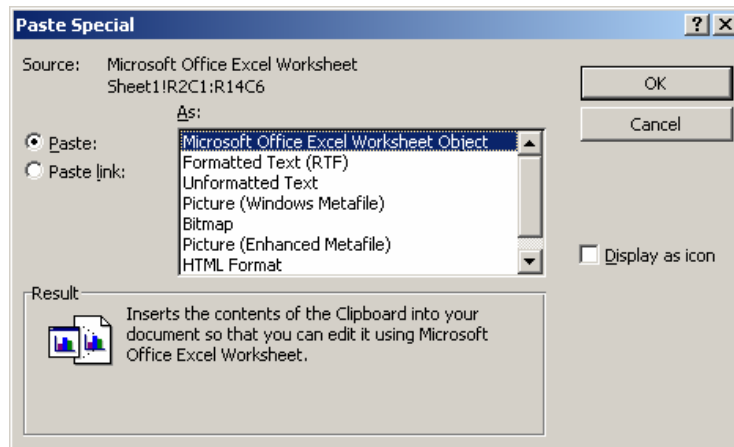 Paste Special
Source: Microsoft Office Excel Worksheet
Sheet1!R2C1:R14C6
As:
Paste:
Paste link:
Microsoft Office Excel Worksheet Object
Formatted Text (RTF)
Unformatted Text
Picture (Windows Metafile)
Bitmap
Picture (Enhanced Metafile)
HTML Format
OK
Cancel
Display as icon
Result
Inserts the contents of the Clipboard into your
document so that you can edit it using Microsoft
Office Excel Worksheet.